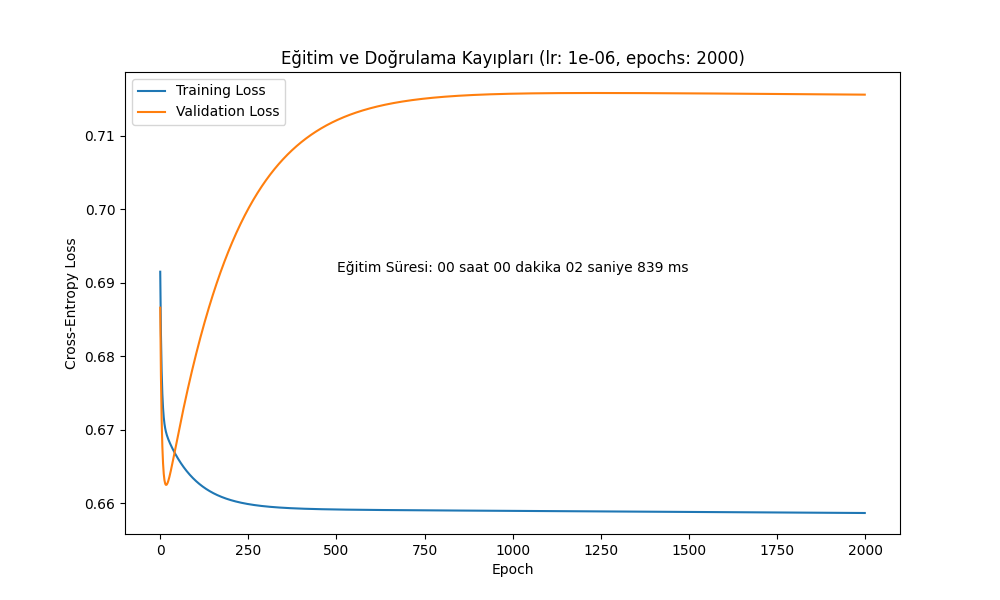 Eğitim ve Doğrulama Kayıpları (lr: 1e-06, epochs: 2000)
Training Loss
Validation Loss
0.71
0.70
0.69
0.68
0.67
0.66
Cross-Entropy Loss
Eğitim Süresi: 00 saat 00 dakika 02 saniye 839 ms
0
250
500
750
1000
1250
1500
1750
2000
Epoch